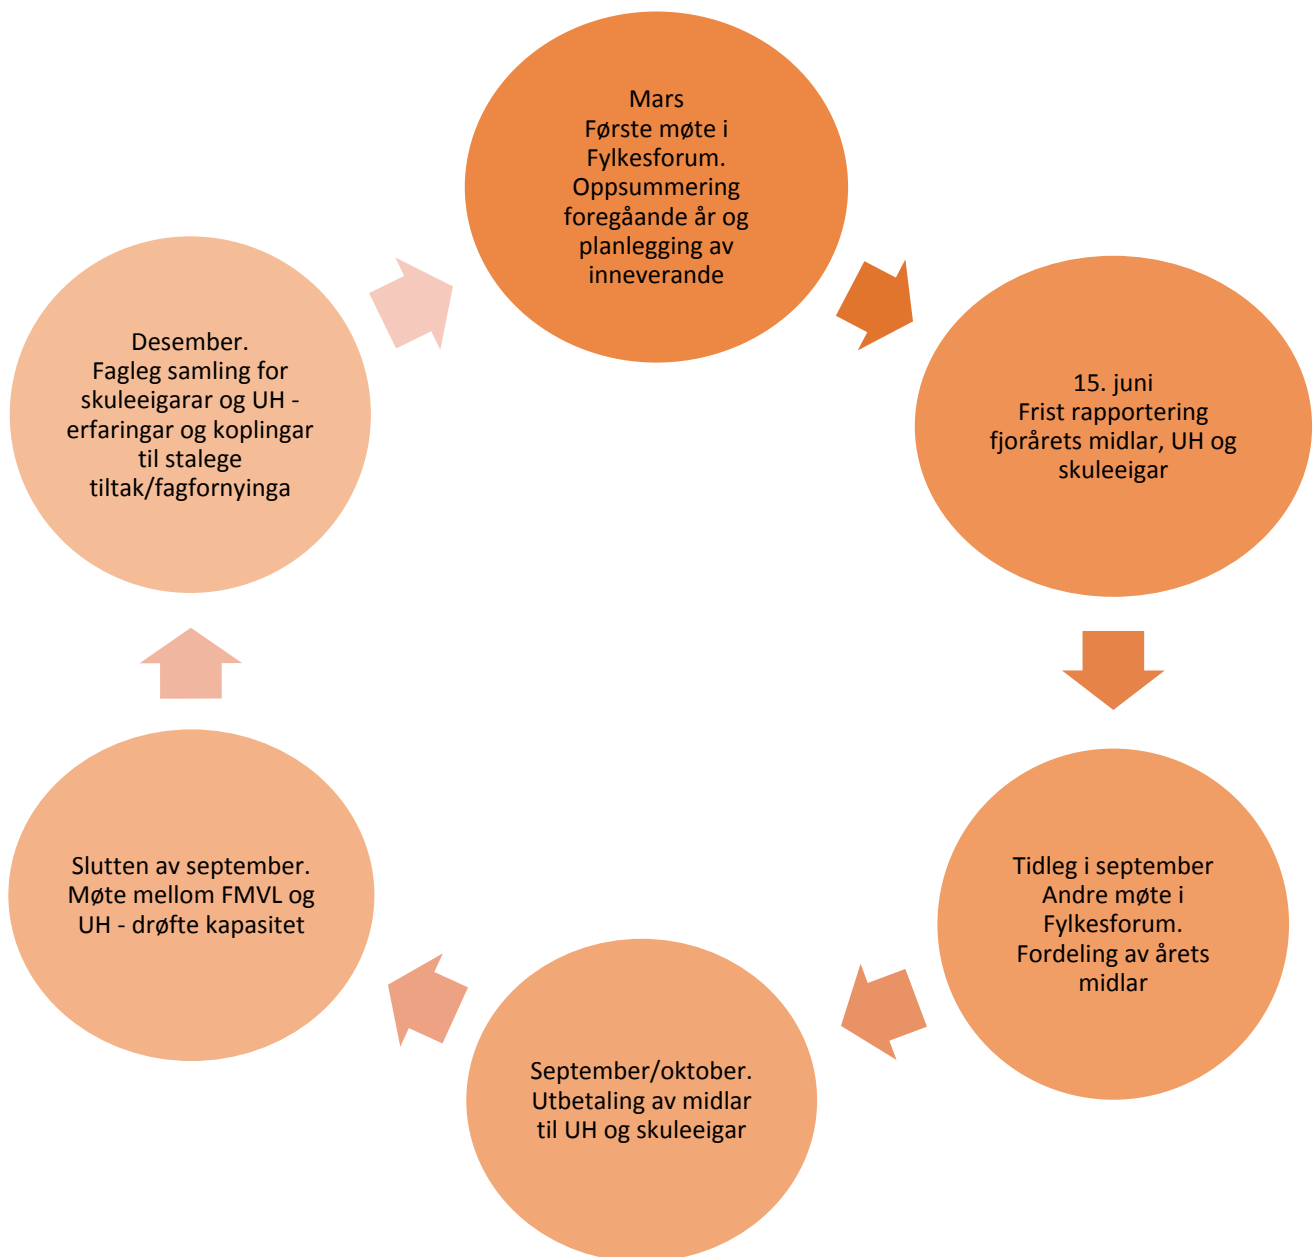 Mars
Første møte i
Fylkesforum.
Oppsummering
foregåande år og
planlegging av
inneverande
15. juni
Frist rapportering
fjorårets midlar, UH og
skuleeigar
Tidleg i september
Andre møte i
Fylkesforum.
Fordeling av årets
midlar
September/oktober.
Utbetaling av midlar
til UH og skuleeigar
Slutten av september.
Møte mellom FMVL og
UH - drøfte kapasitet
Desember.
Fagleg samling for
skuleeigarar og UH -
erfaringar og koplingar
til stalege
tiltak/fagfornyinga